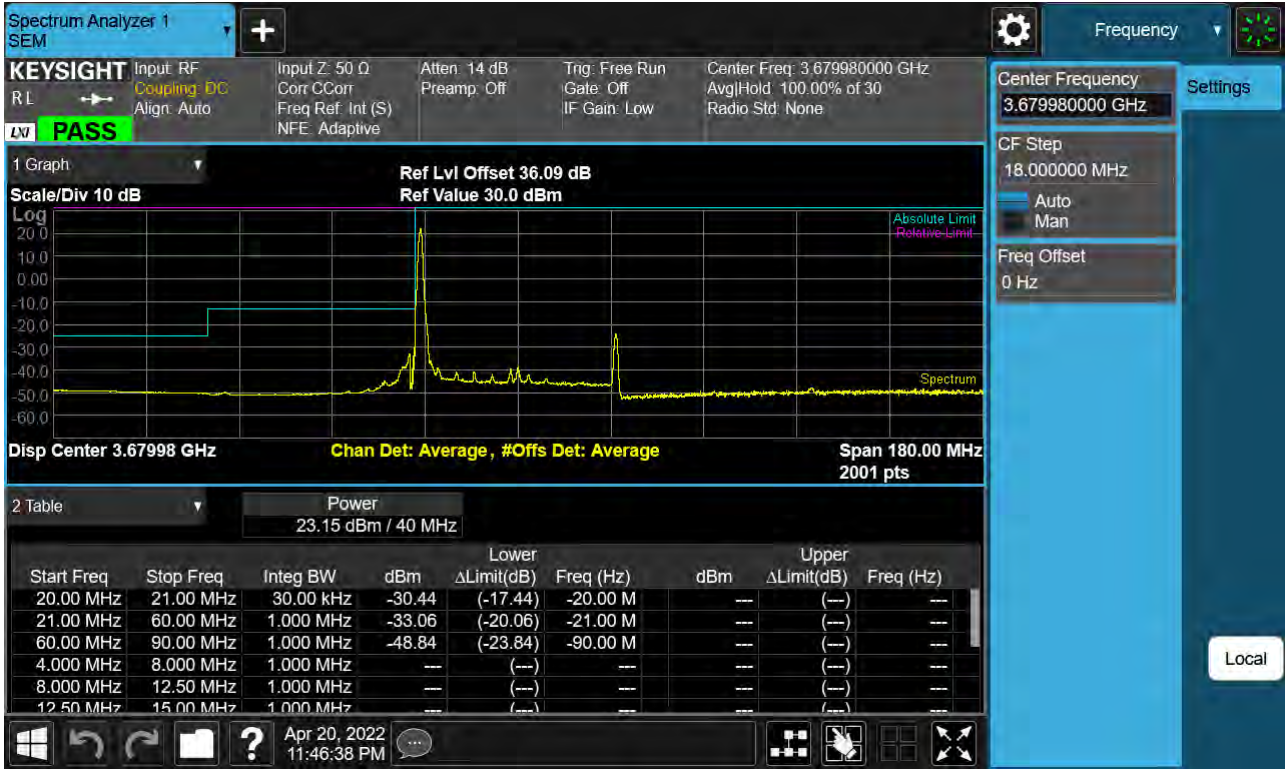 Spectrum Analyzer 1
SEM
Frequency
KEYSIGHT
RL
LXI PASS
Input: RF
Coupling: DC
Align: Auto
Input Z: 50 Ω
Corr CCorr
Freq Ref: Int (S)
NFE: Adaptive
Atten: 14 dB
Preamp: Off
Trig: Free Run
Gate: Off
IF Gain: Low
Center Freq: 3.679980000 GHz
Avg|Hold: 100.00% of 30
Radio Std: None
Center Frequency
3.679980000 GHz
Settings
CF Step
18.000000 MHz
Auto
Man
Freq Offset
0 Hz
1 Graph
Scale/Div 10 dB
Ref Lvl Offset 36.09 dB
Ref Value 30.0 dBm
Log
Absolute Limit
Relative Limit
20.0
10.0
0.00
-10.0
-20.0
-30.0
-40.0
-50.0
-60.0
Spectrum
Disp Center 3.67998 GHz
Chan Det: Average, #Offs Det: Average
Span 180.00 MHz
2001 pts
2 Table
Power
23.15 dBm / 40 MHz
Lower Upper
Start Freq Stop Freq Integ BW dBm ΔLimit(dB) Freq (Hz) dBm ΔLimit(dB) Freq (Hz)
20.00 MHz 21.00 MHz 30.00 kHz -30.44 (-17.44) -20.00 M --- (---) ---
21.00 MHz 60.00 MHz 1.000 MHz -33.06 (-20.06) -21.00 M --- (---) ---
60.00 MHz 90.00 MHz 1.000 MHz -48.84 (-23.84) -90.00 M --- (---) ---
4.000 MHz 8.000 MHz 1.000 MHz --- (---) --- --- (---) ---
8.000 MHz 12.50 MHz 1.000 MHz --- (---) --- --- (---) ---
12.50 MHz 15.00 MHz 1.000 MHz --- (---) --- --- (---) ---
Local
?
Apr 20, 2022
11:46:38 PM